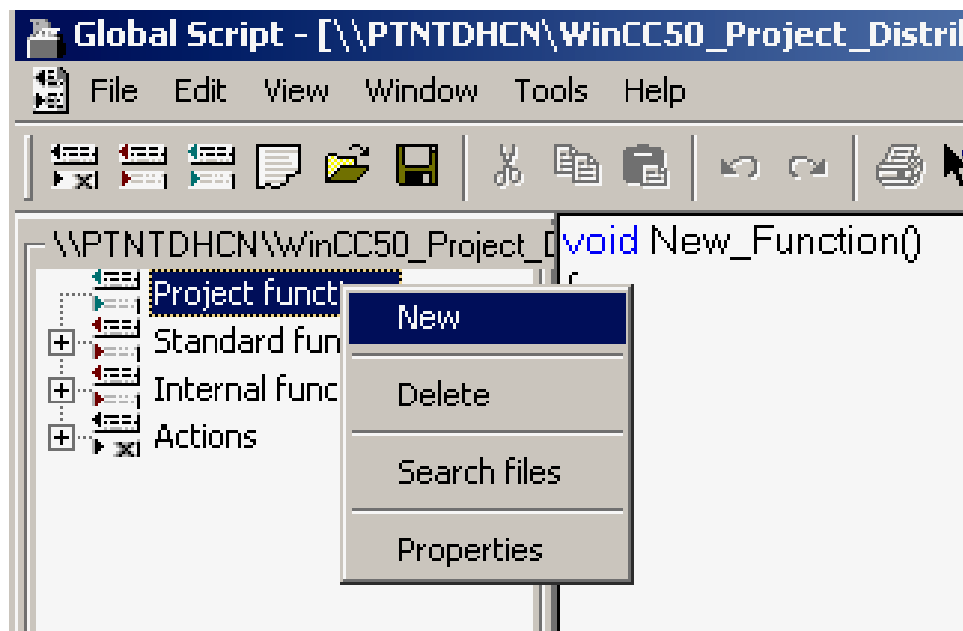 Global Script - [\\PTNTDHCN\WinCC50_Project_Distri
File Edit View Window Tools Help
\\PTNTDHCN\WinCC50_Project_D
void New_Function()
{
Project funct
Standard fun
Internal func
Actions
New
Delete
Search files
Properties